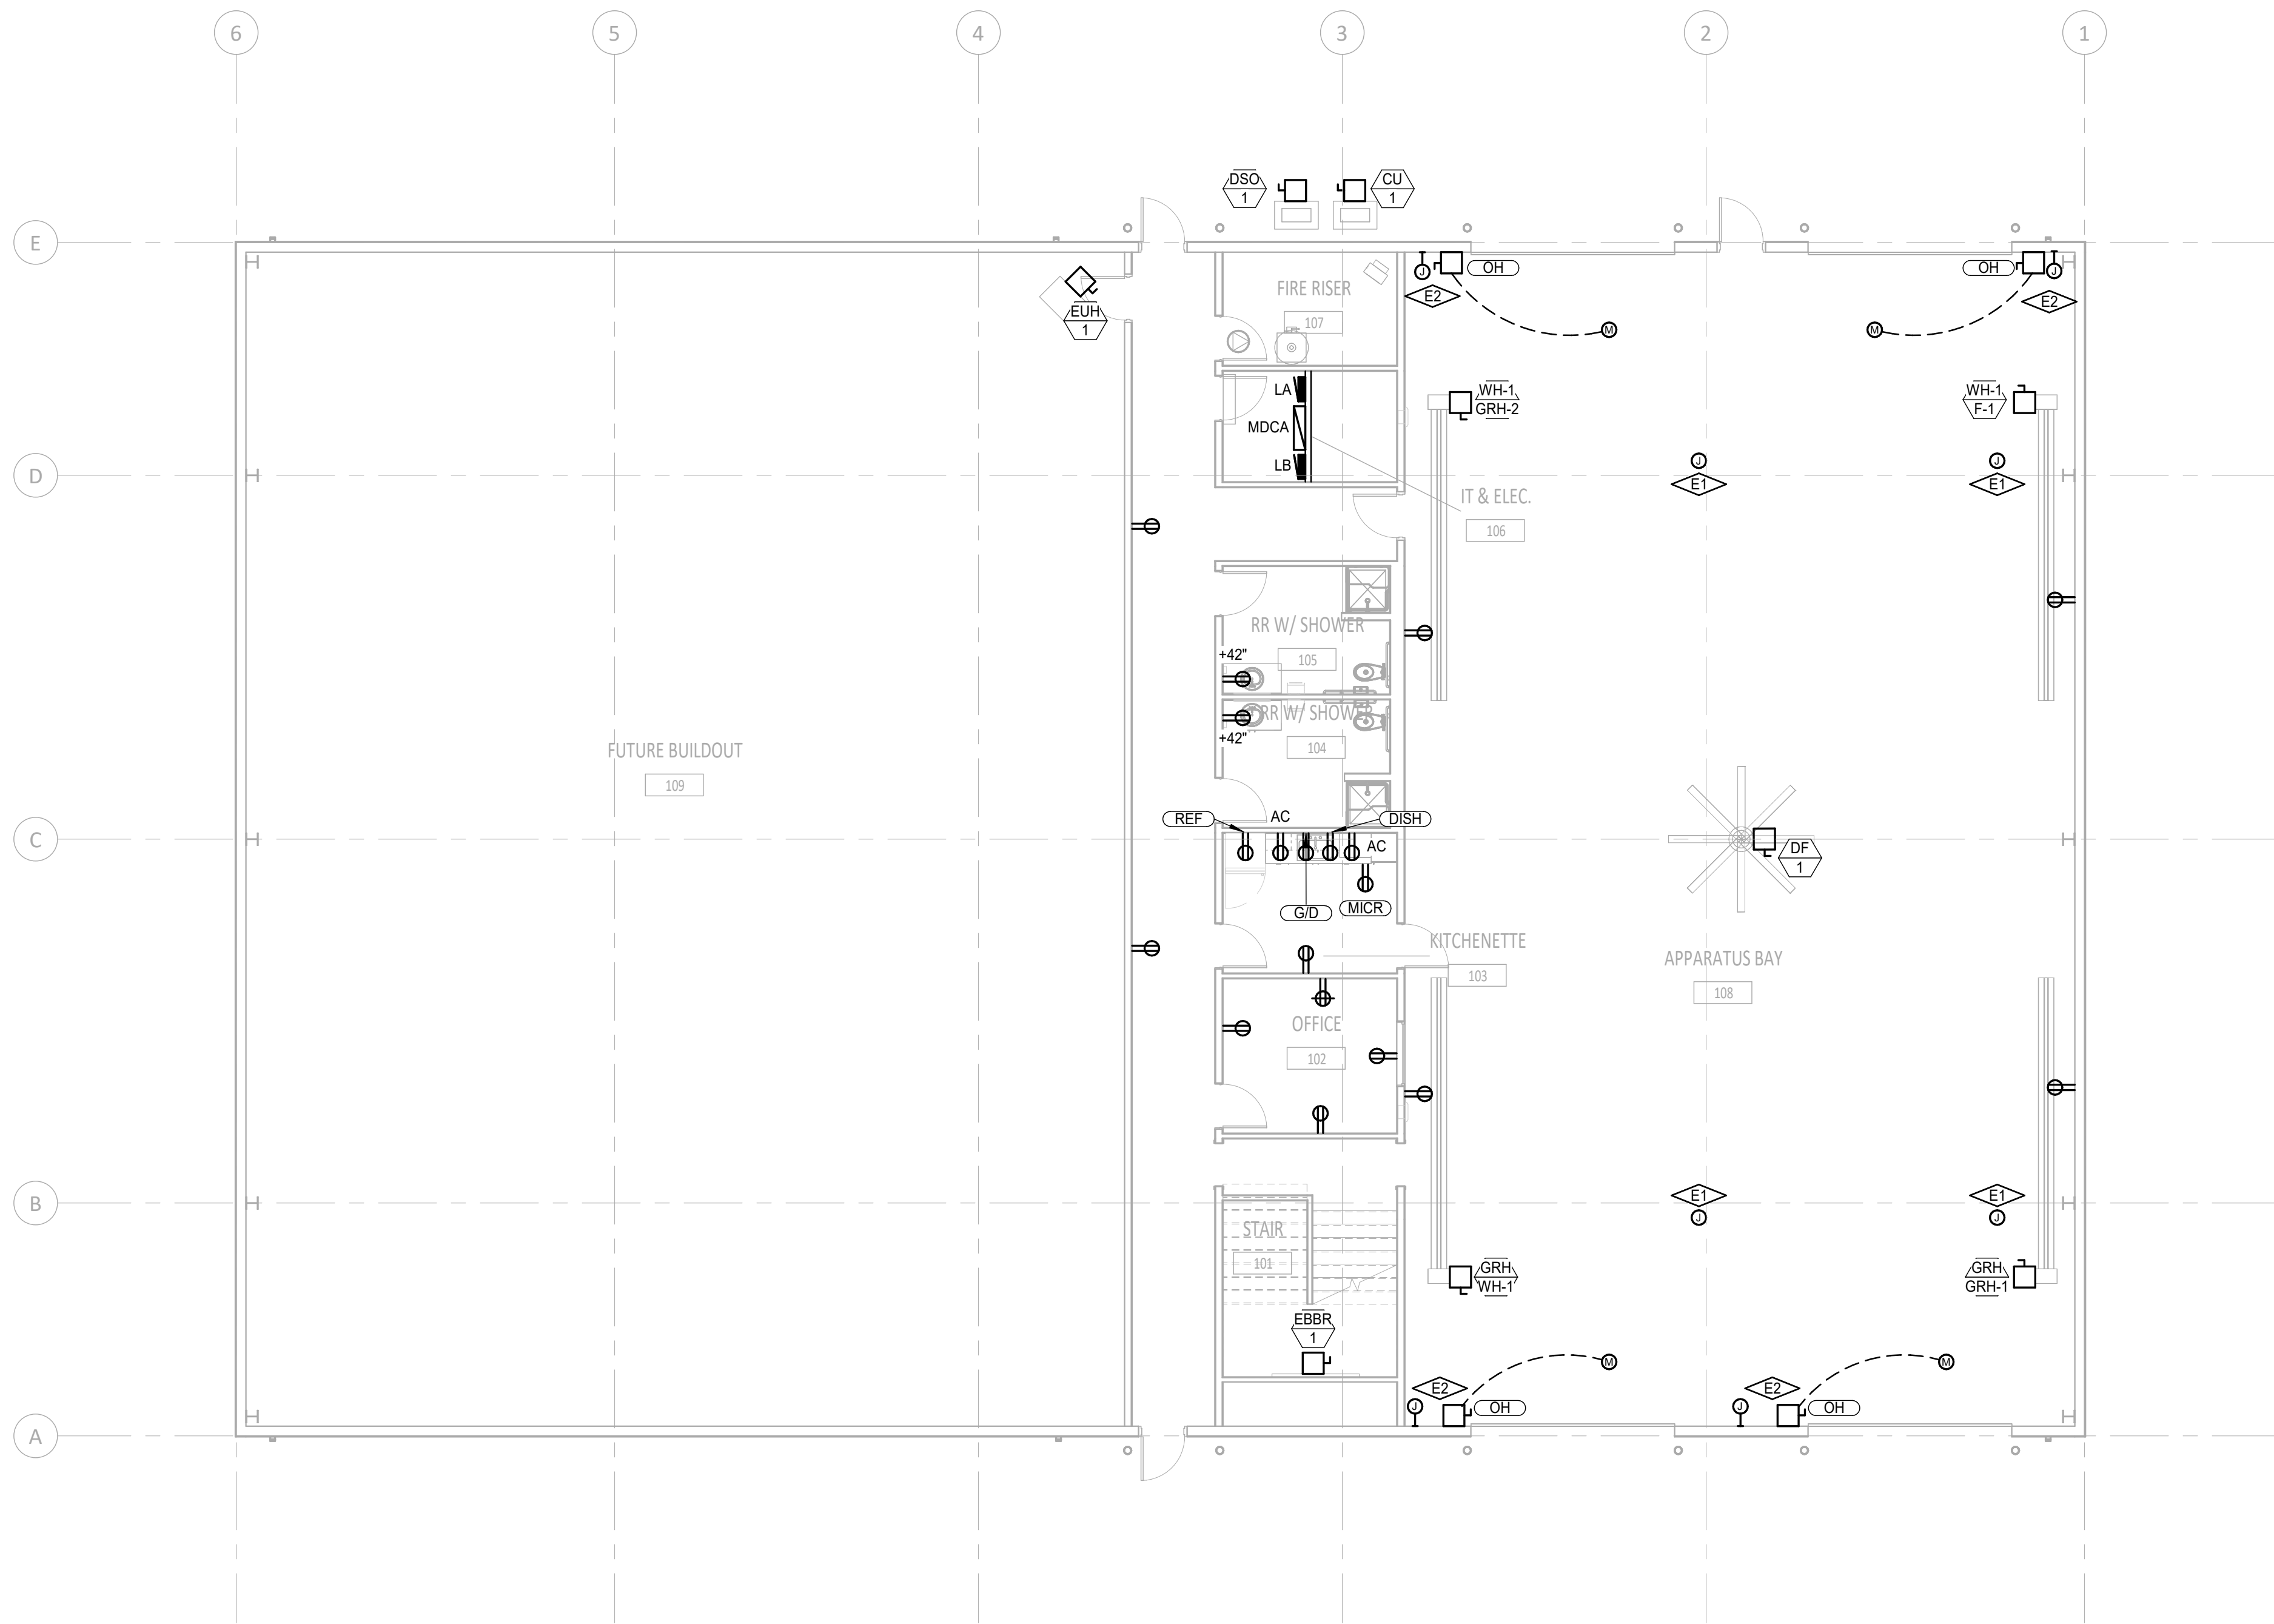 6
5
4
3
2
1
DSO
1
CU
1
E
OH
OH
J
J
E2
E2
FIRE RISER
107
EUH
1
M
M
LA
WH-1
GRH-2
WH-1
F-1
MDCA
LB
J
J
D
E1
E1
IT & ELEC.
106
RR W/ SHOWER
105
+42"
RR W/ SHOWER
104
+42"
FUTURE BUILDOUT
109
REF
AC
DISH
C
AC
DF
1
G/D
MICR
KITCHENETTE
103
APPARATUS BAY
108
OFFICE
102
B
E1
E1
J
J
STAIR
101
GRH
WH-1
GRH
GRH-1
EBBR
1
M
M
E2
E2
J
OH
J
OH
A